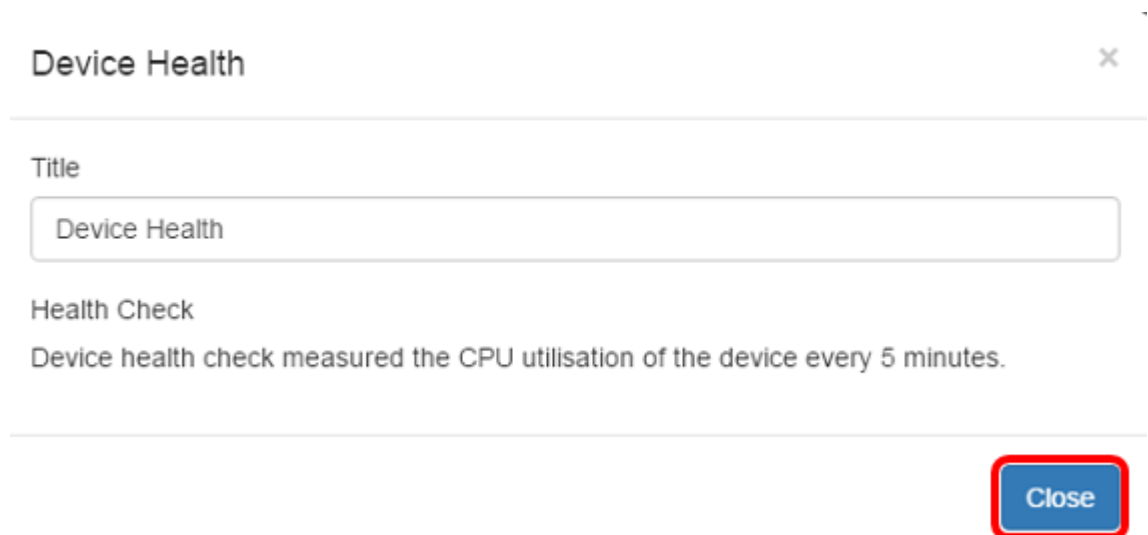 Device Health
×
Title
Device Health
Health Check
Device health check measured the CPU utilisation of the device every 5 minutes.
Close